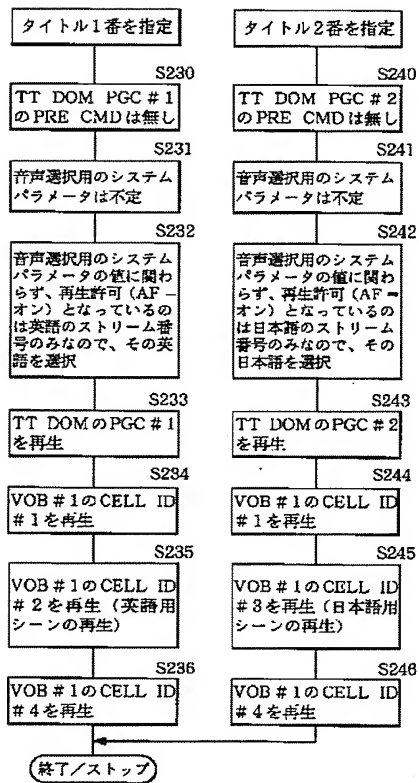 タイトル1番を指定
S230
TT DOM PGC#1
のPRE CMDは無し
S231
音声選択用のシステム
パラメータは不定
S232
音声選択用のシステム
パラメータの値に関わ
らず、再生許可(AF=
オン)となっているの
は英語のストリーム番
号のみなので、その英
語を選択
S233
TT DOMのPGC#1
を再生
S234
VOB#1のCELL ID
#1を再生
S235
VOB#1のCELL ID
#2を再生(英語用
シーンの再生)
S236
VOB#1のCELL ID
#4を再生
タイトル2番を指定
S240
TT DOM PGC#2
のPRE CMDは無し
S241
音声選択用のシステム
パラメータは不定
S242
音声選択用のシステム
パラメータの値に関わ
らず、再生許可(AF=
オン)となっているの
は日本語のストリーム
番号のみなので、その
日本語を選択
S243
TT DOMのPGC#2
を再生
S244
VOB#1のCELL ID
#1を再生
S245
VOB#1のCELL ID
#3を再生(日本語用
シーンの再生)
S246
VOB#1のCELL ID
#4を再生
終了/ストップ